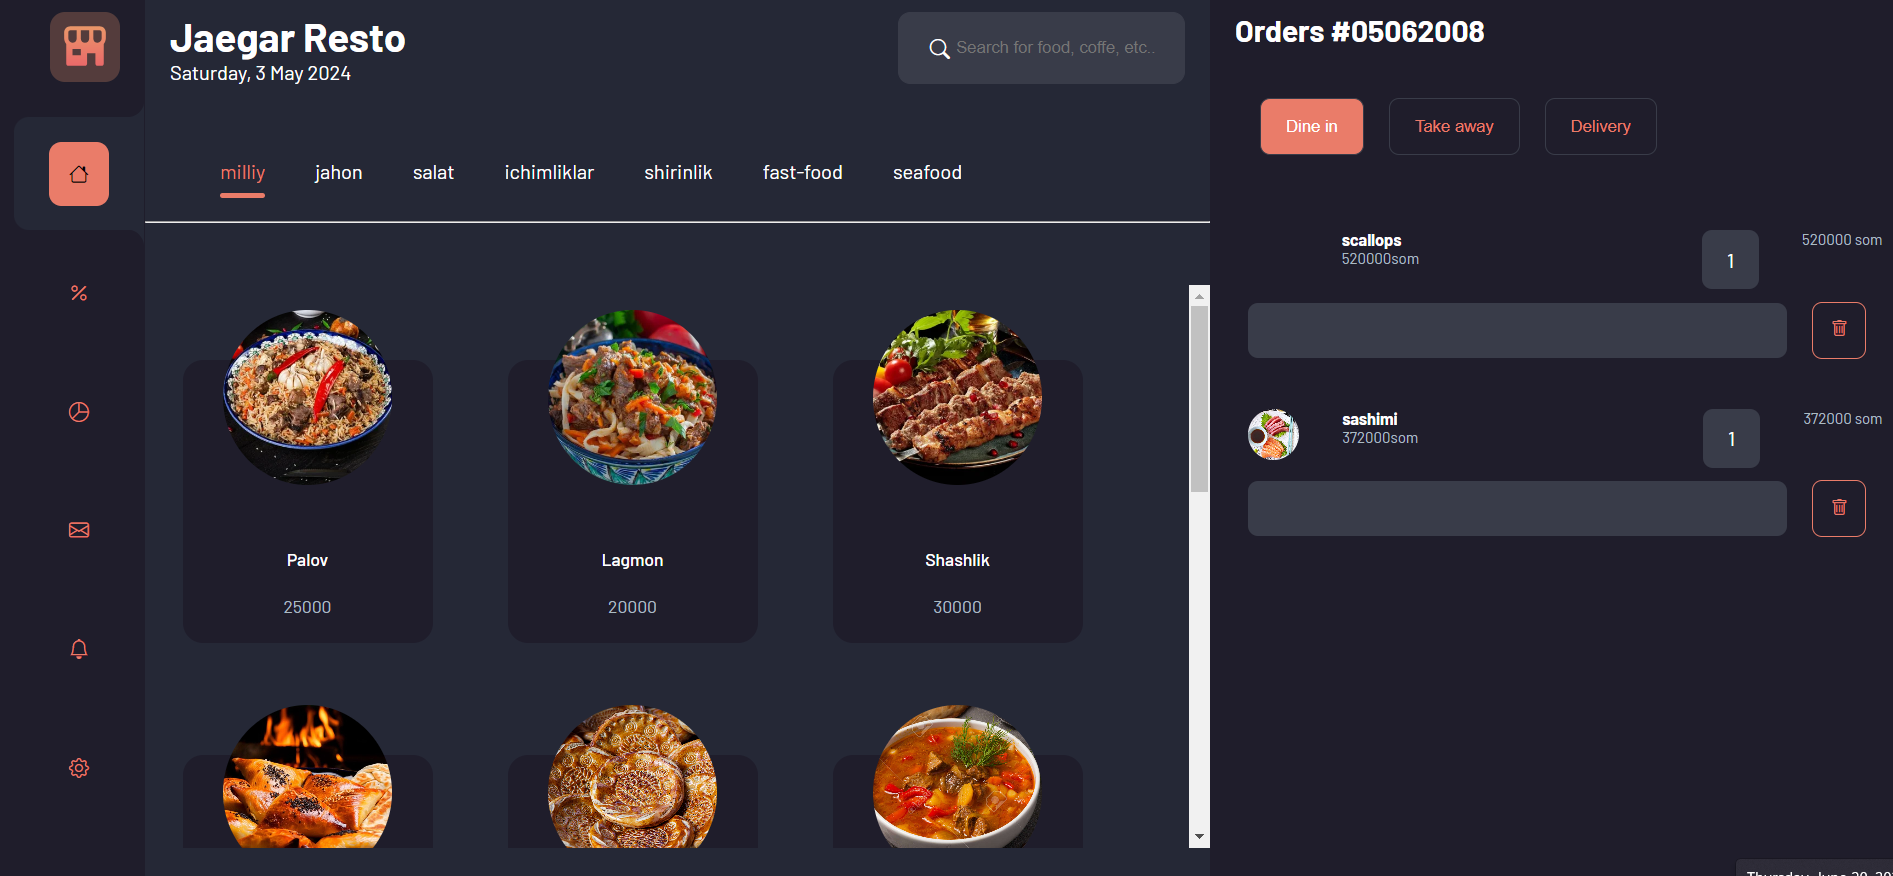 Jaegar Resto
Saturday, 3 May 2024
Search for food, coffe, etc..
milliy jahon salat ichimliklar shirinlik fast-food seafood
Palov
25000
Lagmon
20000
Shashlik
30000
Orders #05062008
Dine in Take away Delivery
scallops
520000som
1
520000 som
sashimi
372000som
1
372000 som